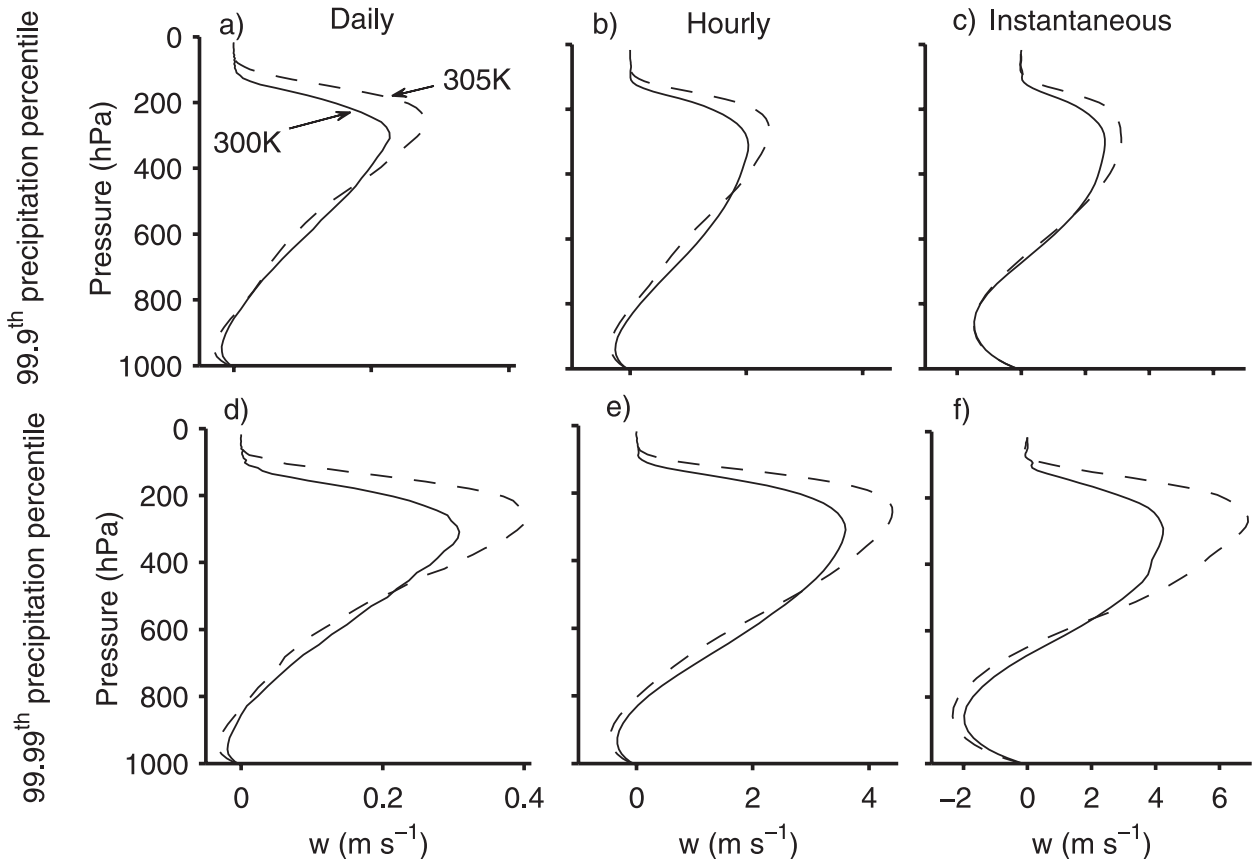 a) Daily
b) Hourly
c) Instantaneous
99.9th precipitation percentile
Pressure (hPa)
0
200
400
600
800
1000
305K
300K
d)
e)
f)
99.99th precipitation percentile
Pressure (hPa)
0
200
400
600
800
1000
0 0.2 0.4
0 2 4
−2 0 2 4 6
w (m s−1)
w (m s−1)
w (m s−1)